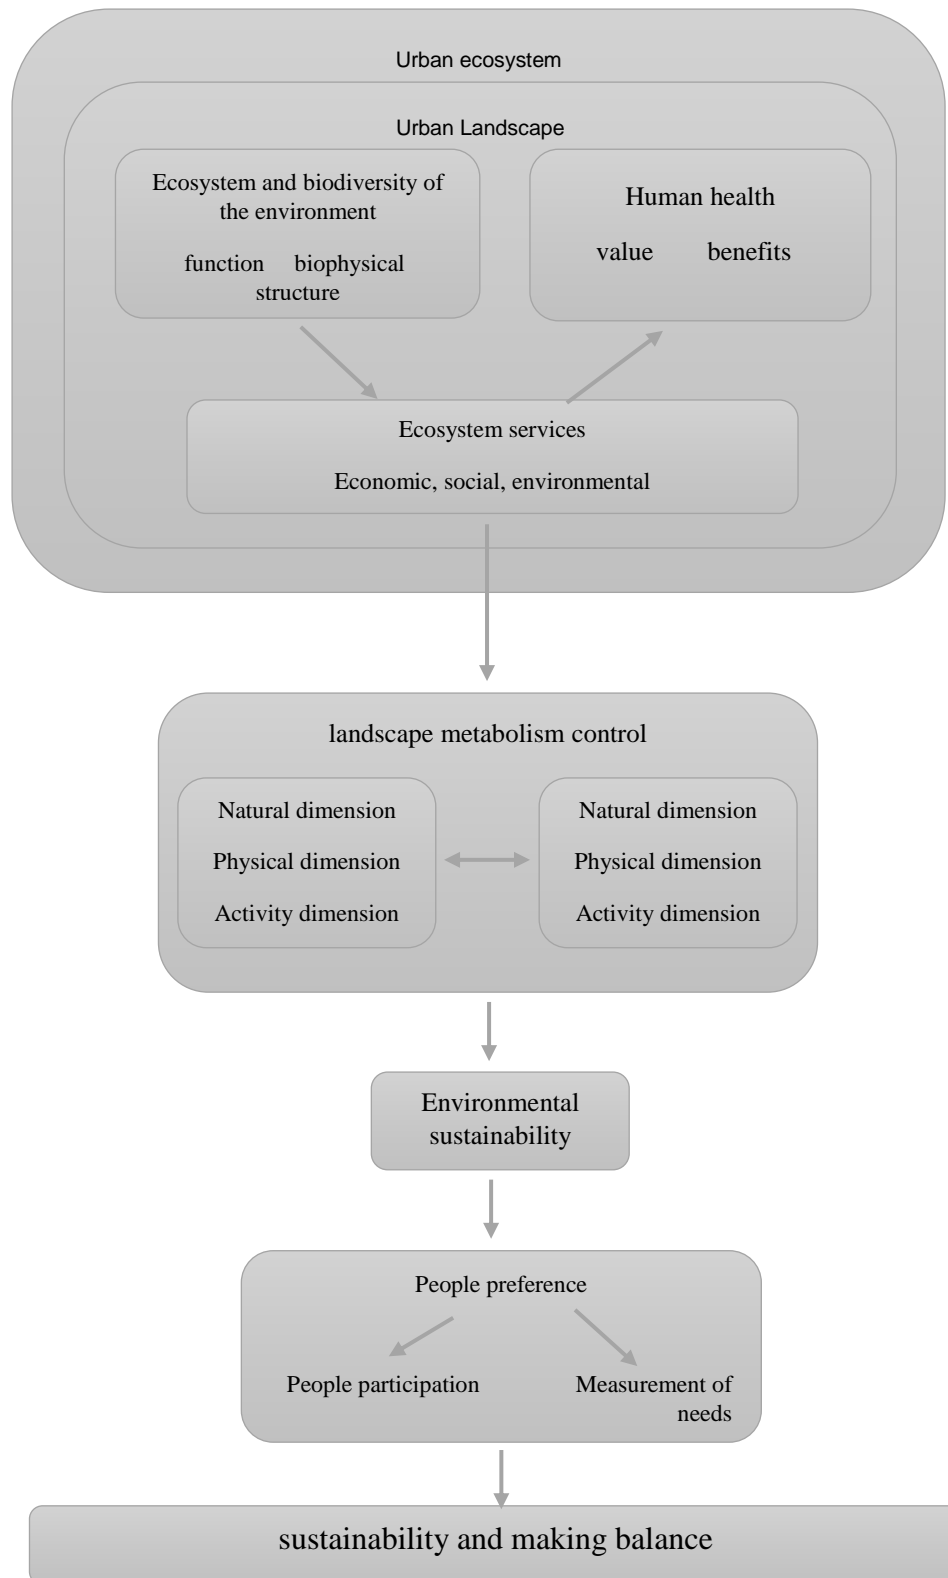 Urban ecosystem
Urban Landscape
Ecosystem and biodiversity of
the environment
function biophysical
structure
Human health
value benefits
Ecosystem services
Economic, social, environmental
landscape metabolism control
Natural dimension
Physical dimension
Activity dimension
Natural dimension
Physical dimension
Activity dimension
Environmental
sustainability
People preference
People participation
Measurement of
needs
sustainability and making balance